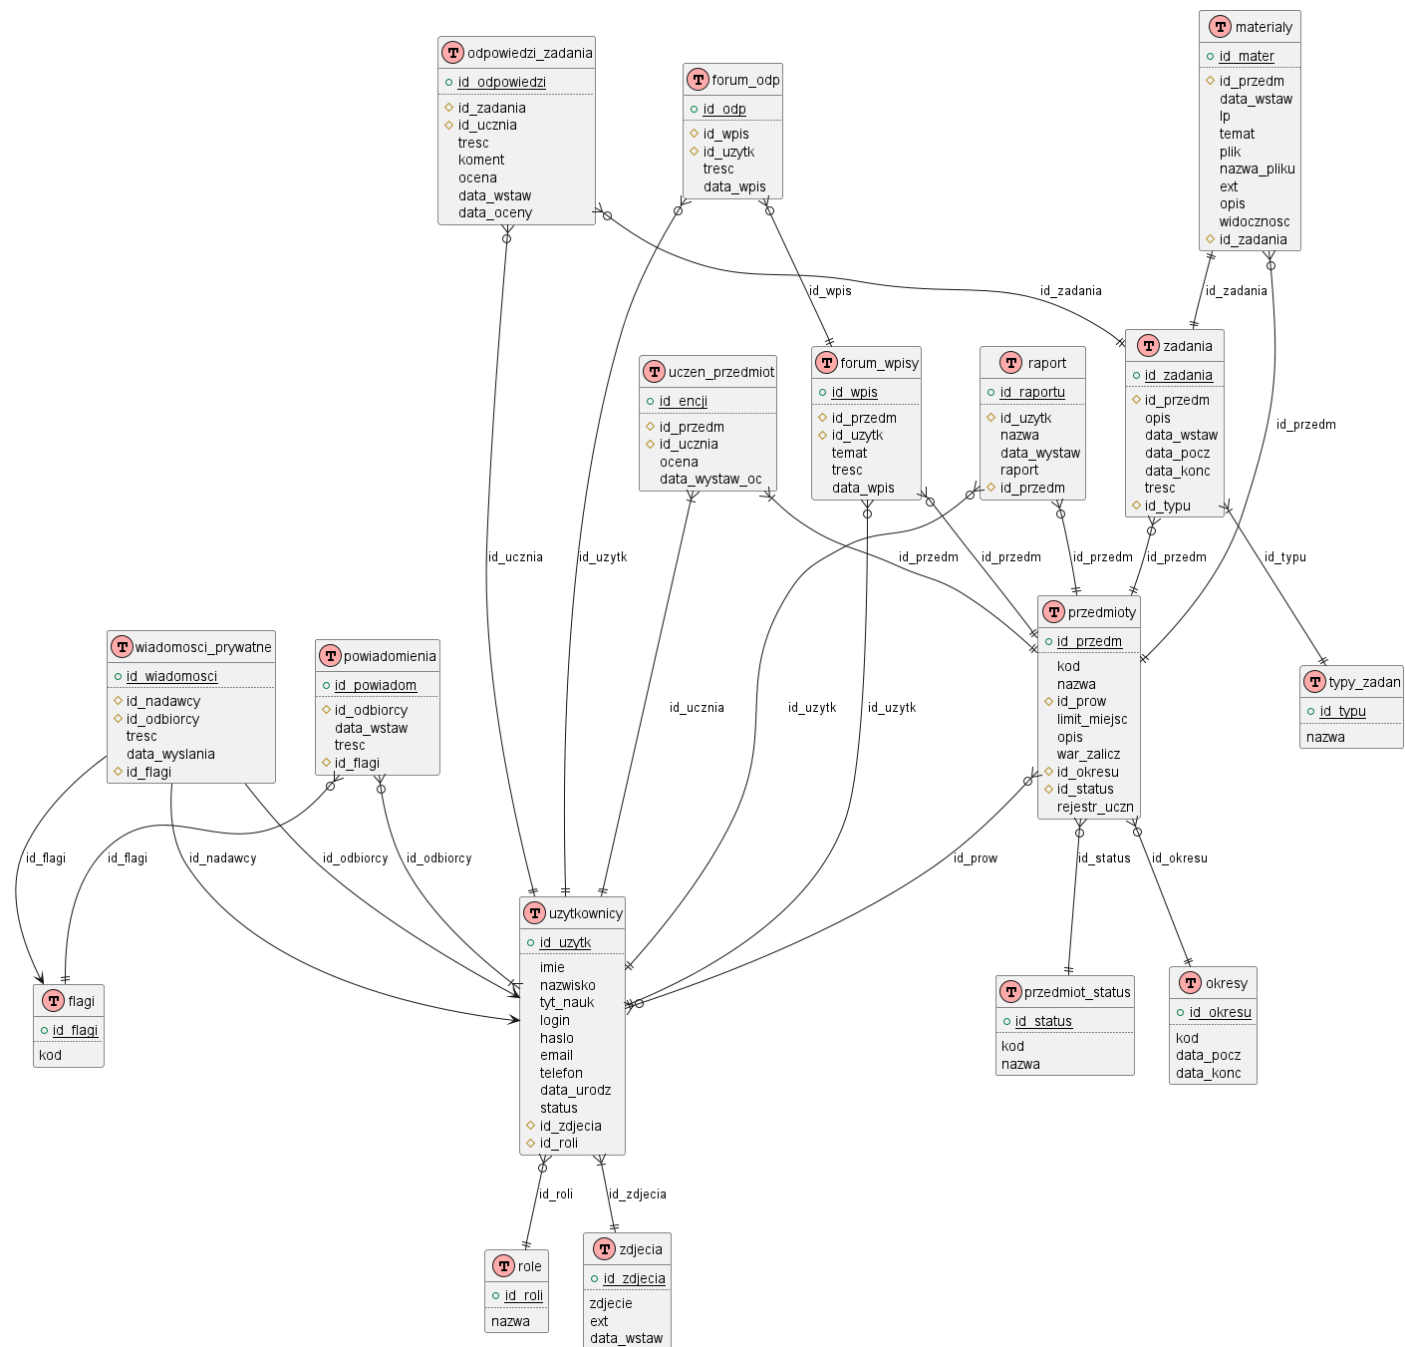 T materialy
id_mater
id_przedm
data_wstaw
lp
temat
plik
nazwa_pliku
ext
opis
widocznosc
id_zadania
T odpowiedzi_zadania
id_odpowiedzi
id_zadania
id_ucznia
tresc
koment
ocena
data_wstaw
data_oceny
T forum_odp
id_odp
id_wpis
id_uzytk
tresc
data_wpis
id_wpis
id_zadania
id_zadania
T zadania
id_zadania
id_przedm
opis
data_wstaw
data_pocz
data_konc
tresc
id_typu
T uczen_przedmiot
id_encji
id_przedm
id_ucznia
ocena
data_wystaw_oc
T forum_wpisy
id_wpis
id_przedm
id_uzytk
temat
tresc
data_wpis
T raport
id_raportu
id_uzytk
nazwa
data_wystaw
raport
id_przedm
id_przedm
id_ucznia
id_uzytk
id_przedm
id_przedm
id_przedm
id_przedm
id_typu
T przedmioty
id_przedm
kod
nazwa
id_prow
limit_miejsc
opis
war_zalicz
id_okresu
id_status
rejestr_uczn
T typy_zadan
id_typu
nazwa
T wiadomosci_prywatne
id_wiadomosci
id_nadawcy
id_odbiorcy
tresc
data_wyslania
id_flagi
T powiadomienia
id_powiadom
id_odbiorcy
data_wstaw
tresc
id_flagi
id_ucznia
id_uzytk
id_uzytk
id_flagi
id_flagi
id_nadawcy
id_odbiorcy
id_odbiorcy
id_prow
id_status
id_okresu
T uzytkownicy
id_uzytk
imie
nazwisko
tyt_nauk
login
haslo
email
telefon
data_urodz
status
id_zdjecia
id_roli
T flagi
id_flagi
kod
T przedmiot_status
id_status
kod
nazwa
T okresy
id_okresu
kod
data_pocz
data_konc
id_roli
id_zdjecia
T role
id_roli
nazwa
T zdjecia
id_zdjecia
zdjecie
ext
data_wstaw